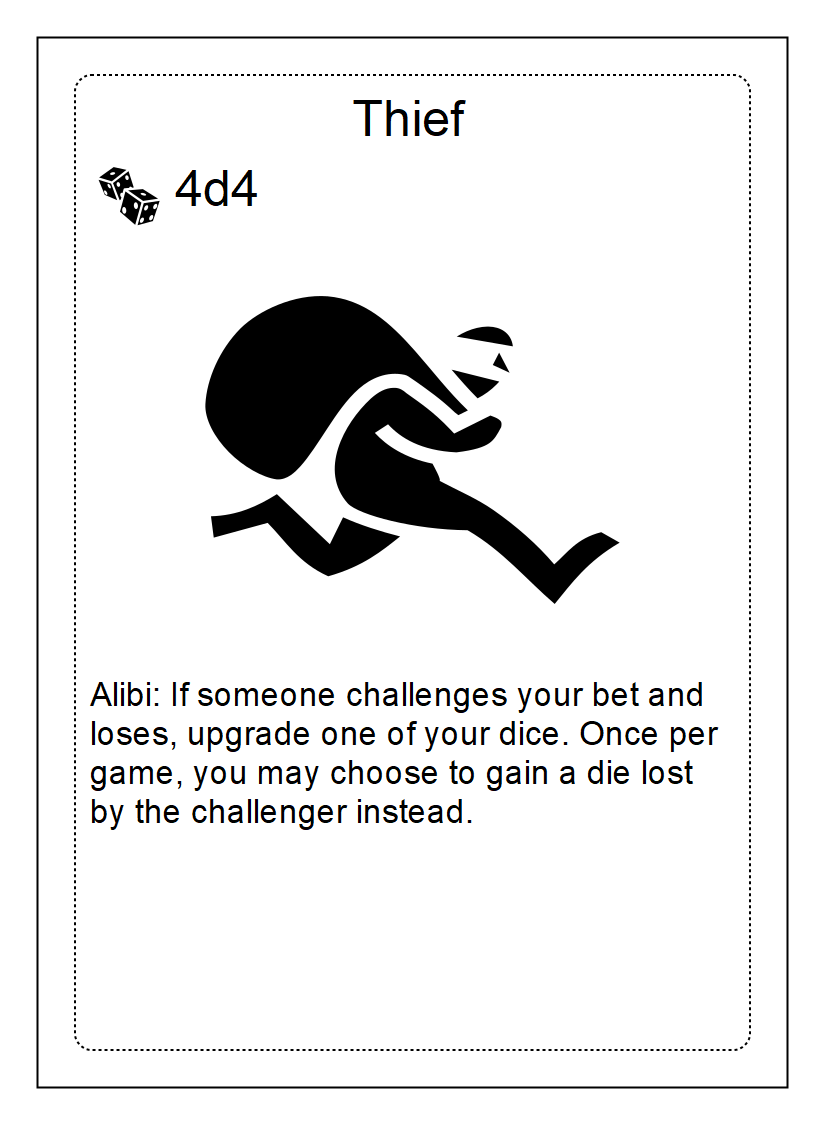 Thief
4d4
Alibi: If someone challenges your bet and
loses, upgrade one of your dice. Once per
game, you may choose to gain a die lost
by the challenger instead.